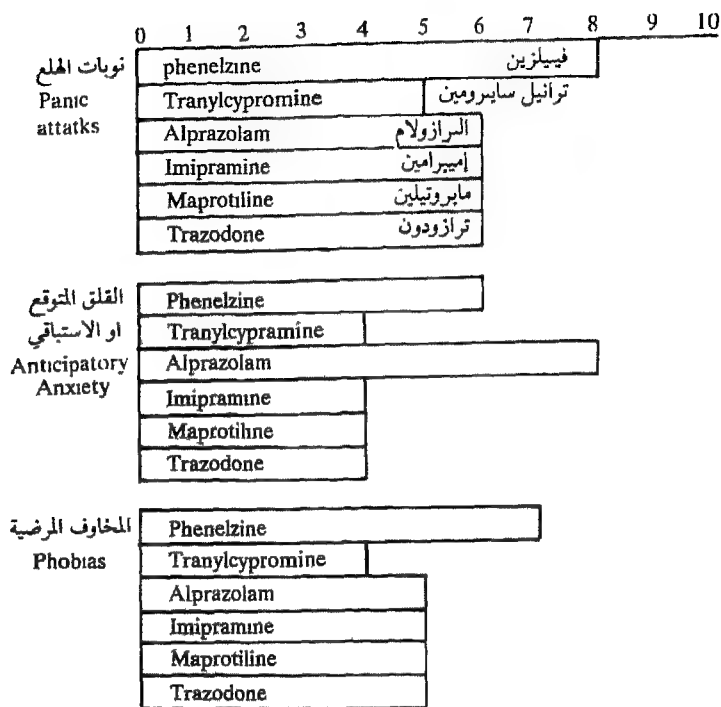 0 1 2 3 4 5 6 7 8 9 10
نوبات الهلع
Panic
attatks
phenelzine فينيلزين
Tranylcypromine ترانيل سايبرومين
Alprazolam البرازولام
Imipramine إميبرامين
Maprotiline مابروتيلين
Trazodone ترازودون
القلق المتوقع
او الاستباقي
Anticipatory
Anxiety
Phenelzine
Tranylcypramine
Alprazolam
Imipramine
Maprotiline
Trazodone
المخاوف المرضية
Phobias
Phenelzine
Tranylcypromine
Alprazolam
Imipramine
Maprotiline
Trazodone